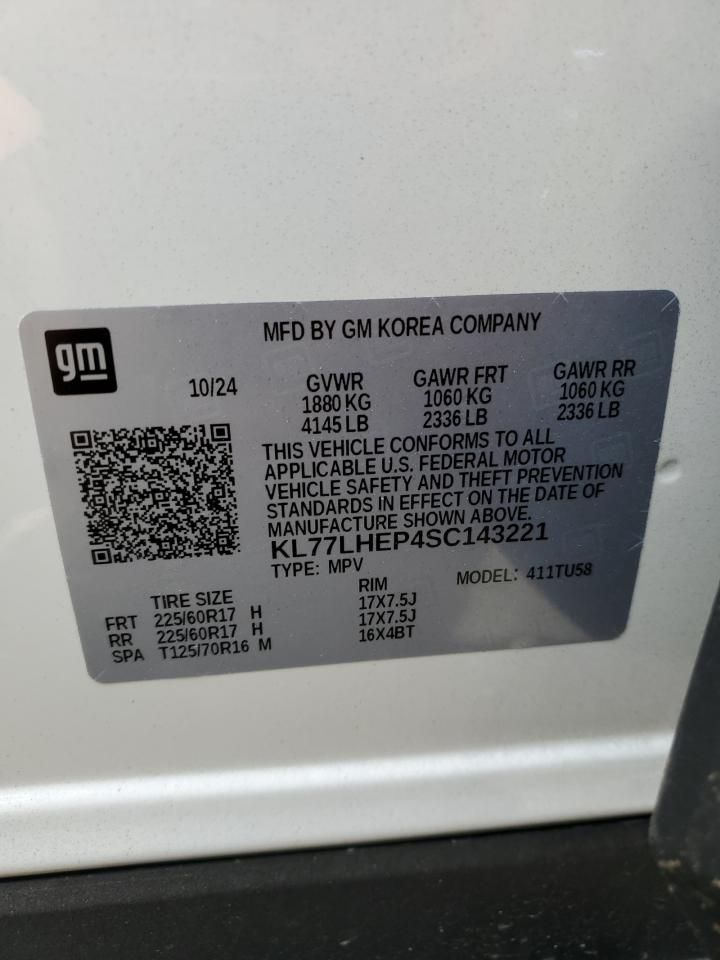 gm
MFD BY GM KOREA COMPANY
10/24
GVWR
1880 KG
4145 LB
GAWR FRT
1060 KG
2336 LB
GAWR RR
1060 KG
2336 LB
THIS VEHICLE CONFORMS TO ALL
APPLICABLE U.S. FEDERAL MOTOR
VEHICLE SAFETY AND THEFT PREVENTION
STANDARDS IN EFFECT ON THE DATE OF
MANUFACTURE SHOWN ABOVE.
KL77LHEP4SC143221
TYPE: MPV MODEL: 411TU58
TIRE SIZE RIM
FRT 225/60R17 H 17X7.5J
RR 225/60R17 H 17X7.5J
SPA T125/70R16 M 16X4BT